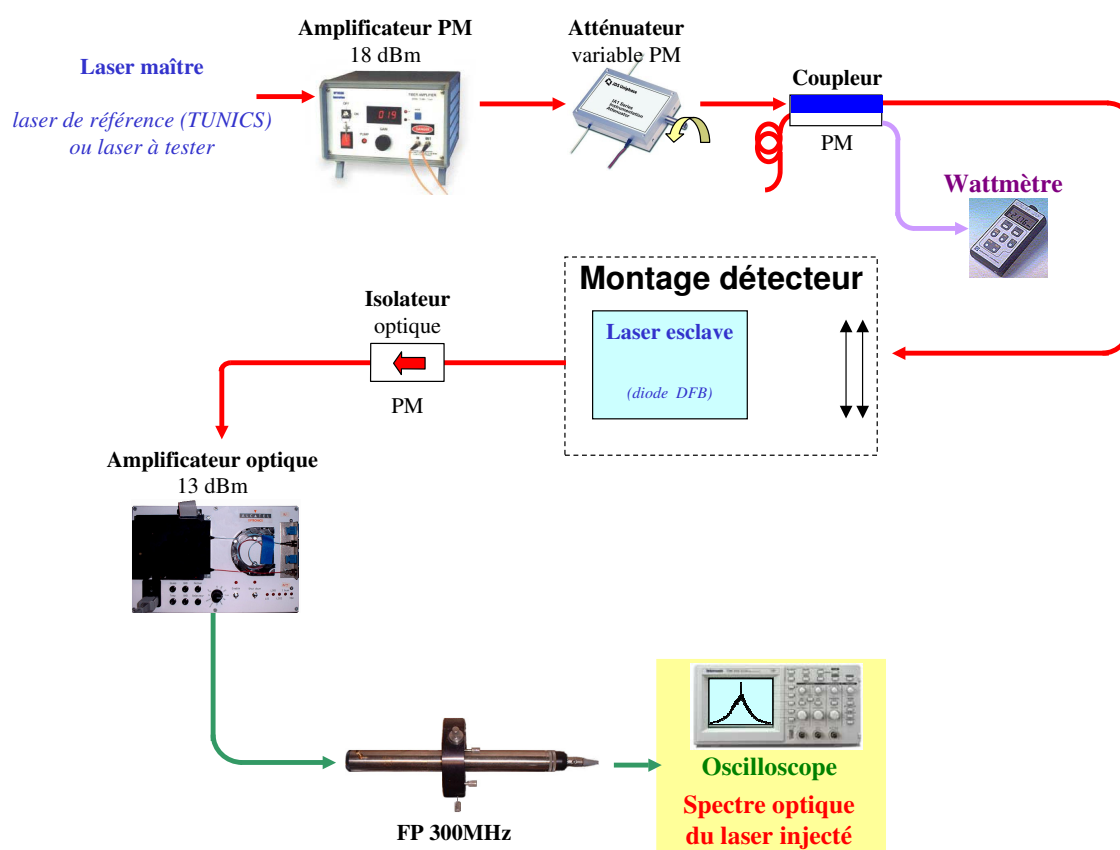 Amplificateur PM
18 dBm
Atténuateur
variable PM
Laser maître
laser de référence (TUNICS)
ou laser à tester
Coupleur
PM
JDS Uniphase
Wattmètre
Montage détecteur
Isolateur
optique
PM
Laser esclave
(diode DFB)
Amplificateur optique
13 dBm
FP 300MHz
Oscilloscope
Spectre optique
du laser injecté